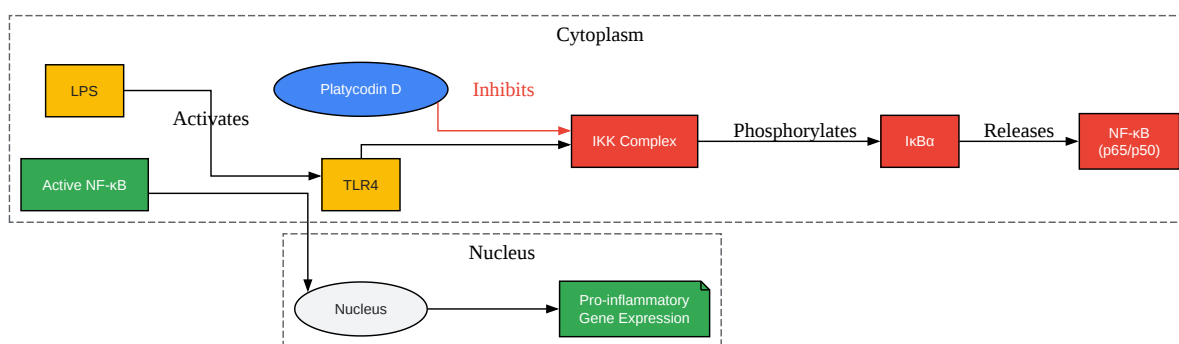 Cytoplasm
LPS
Platycodin D
Inhibits
Activates
Phosphorylates
Releases
IKK Complex
IκBα
NF-κB
(p65/p50)
Active NF-κB
TLR4
Nucleus
Nucleus
Pro-inflammatory
Gene Expression